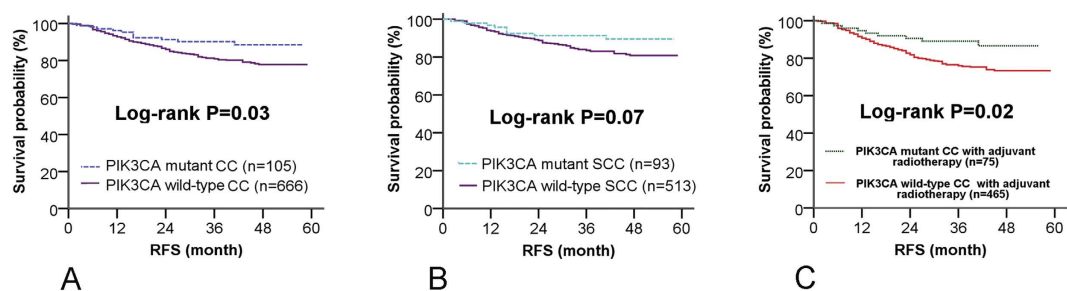 Survival probability (%)
100
80
60
40
20
0
Log-rank P=0.03
PIK3CA mutant CC (n=105)
PIK3CA wild-type CC (n=666)
0 12 24 36 48 60
RFS (month)
A
Survival probability (%)
100
80
60
40
20
0
Log-rank P=0.07
PIK3CA mutant SCC (n=93)
PIK3CA wild-type SCC (n=513)
0 12 24 36 48 60
RFS (month)
B
Survival probability (%)
100
80
60
40
20
0
Log-rank P=0.02
PIK3CA mutant CC with adjuvant
radiotherapy (n=75)
PIK3CA wild-type CC with adjuvant
radiotherapy (n=465)
0 12 24 36 48 60
RFS (month)
C